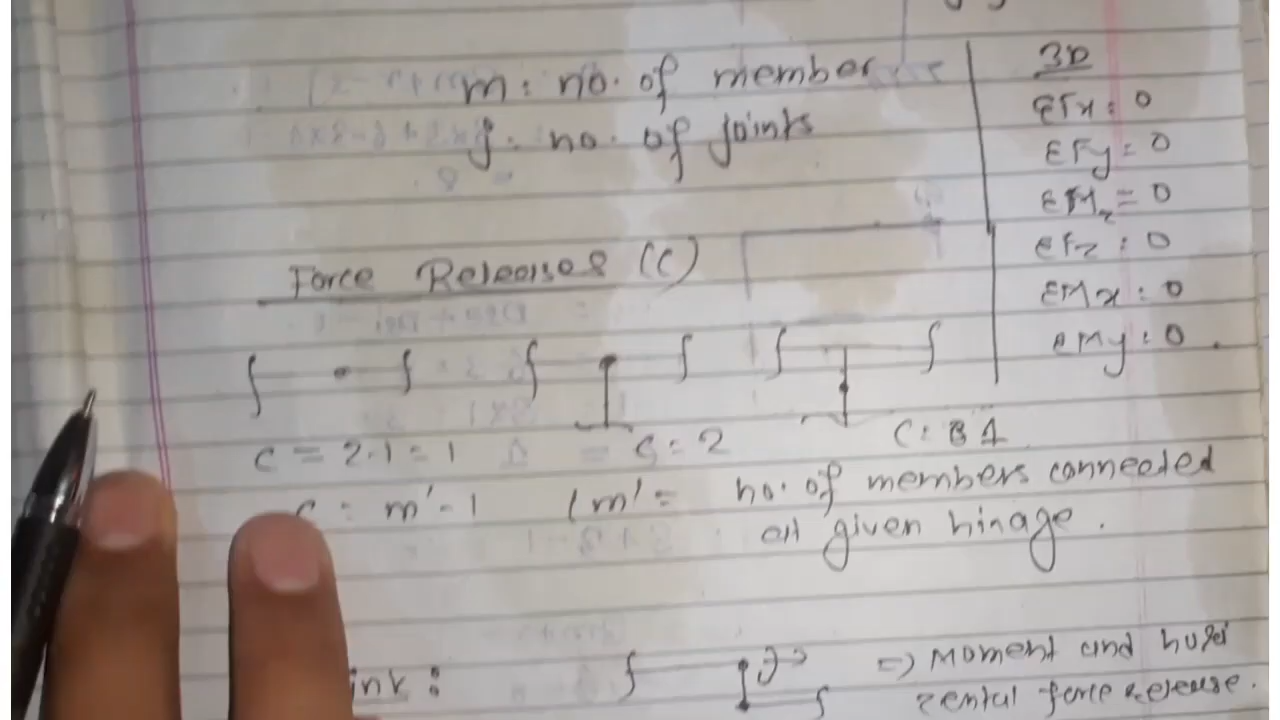 m: no. of member
j: no. of joints
3D
ΣFx = 0
ΣFy = 0
ΣMz = 0
ΣFz = 0
ΣMx = 0
ΣMy = 0
Force Releases (C)
C = 2-1 = 1
C = 2
C = 1
C = m' - 1 (m' = no. of members connected
at given hinage.
ink :
=> Moment and
zental force release.